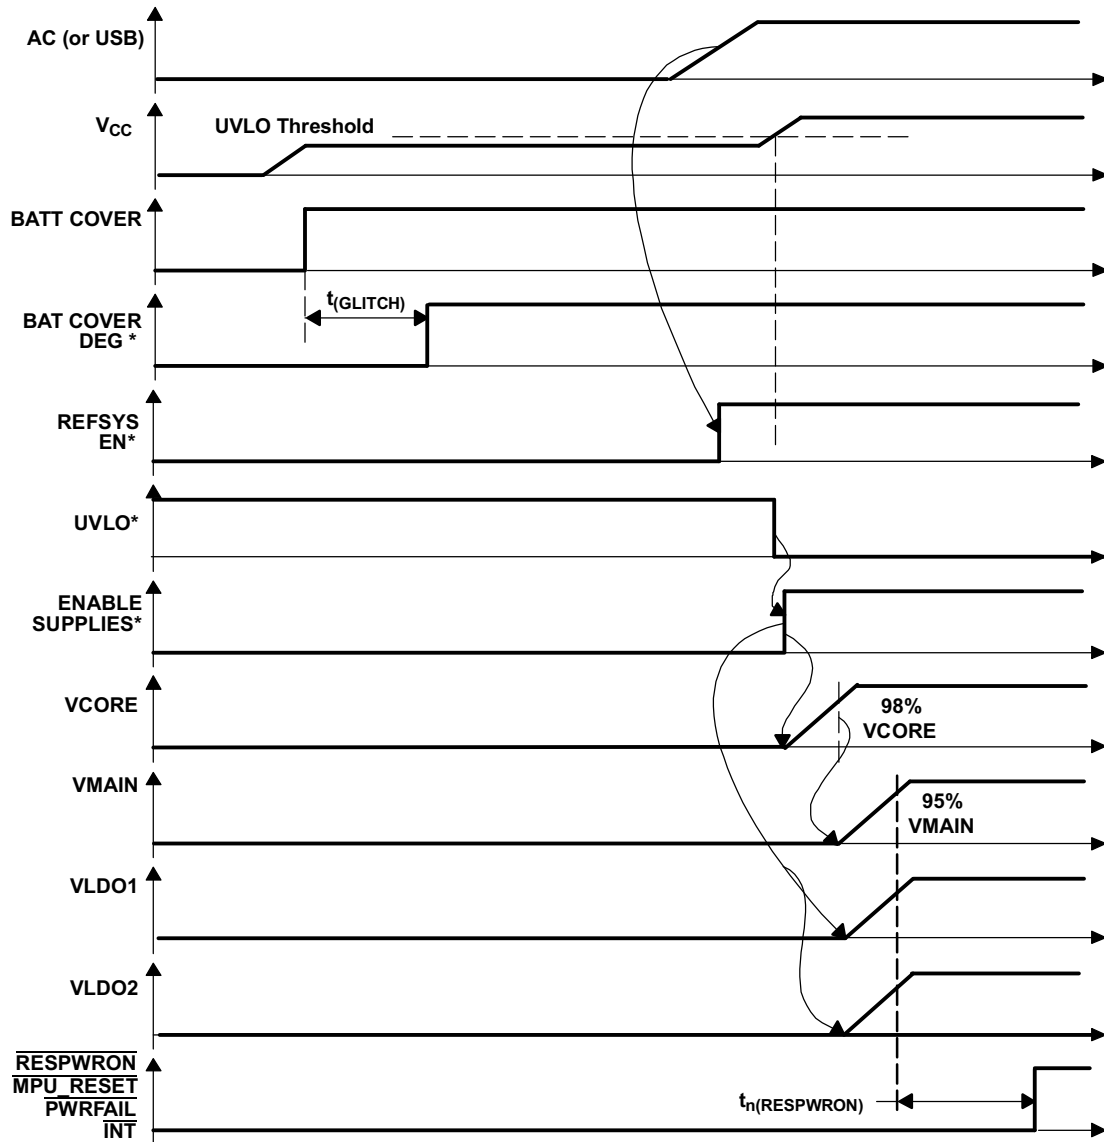 AC (or USB)
VCC
UVLO Threshold
BATT COVER
t(GLITCH)
BAT COVER
DEG *
REFSYS
EN*
UVLO*
ENABLE
SUPPLIES*
VCORE
98%
VCORE
VMAIN
95%
VMAIN
VLDO1
VLDO2
RESPWRON
MPU_RESET
PWRFAIL
INT
tn(RESPWRON)